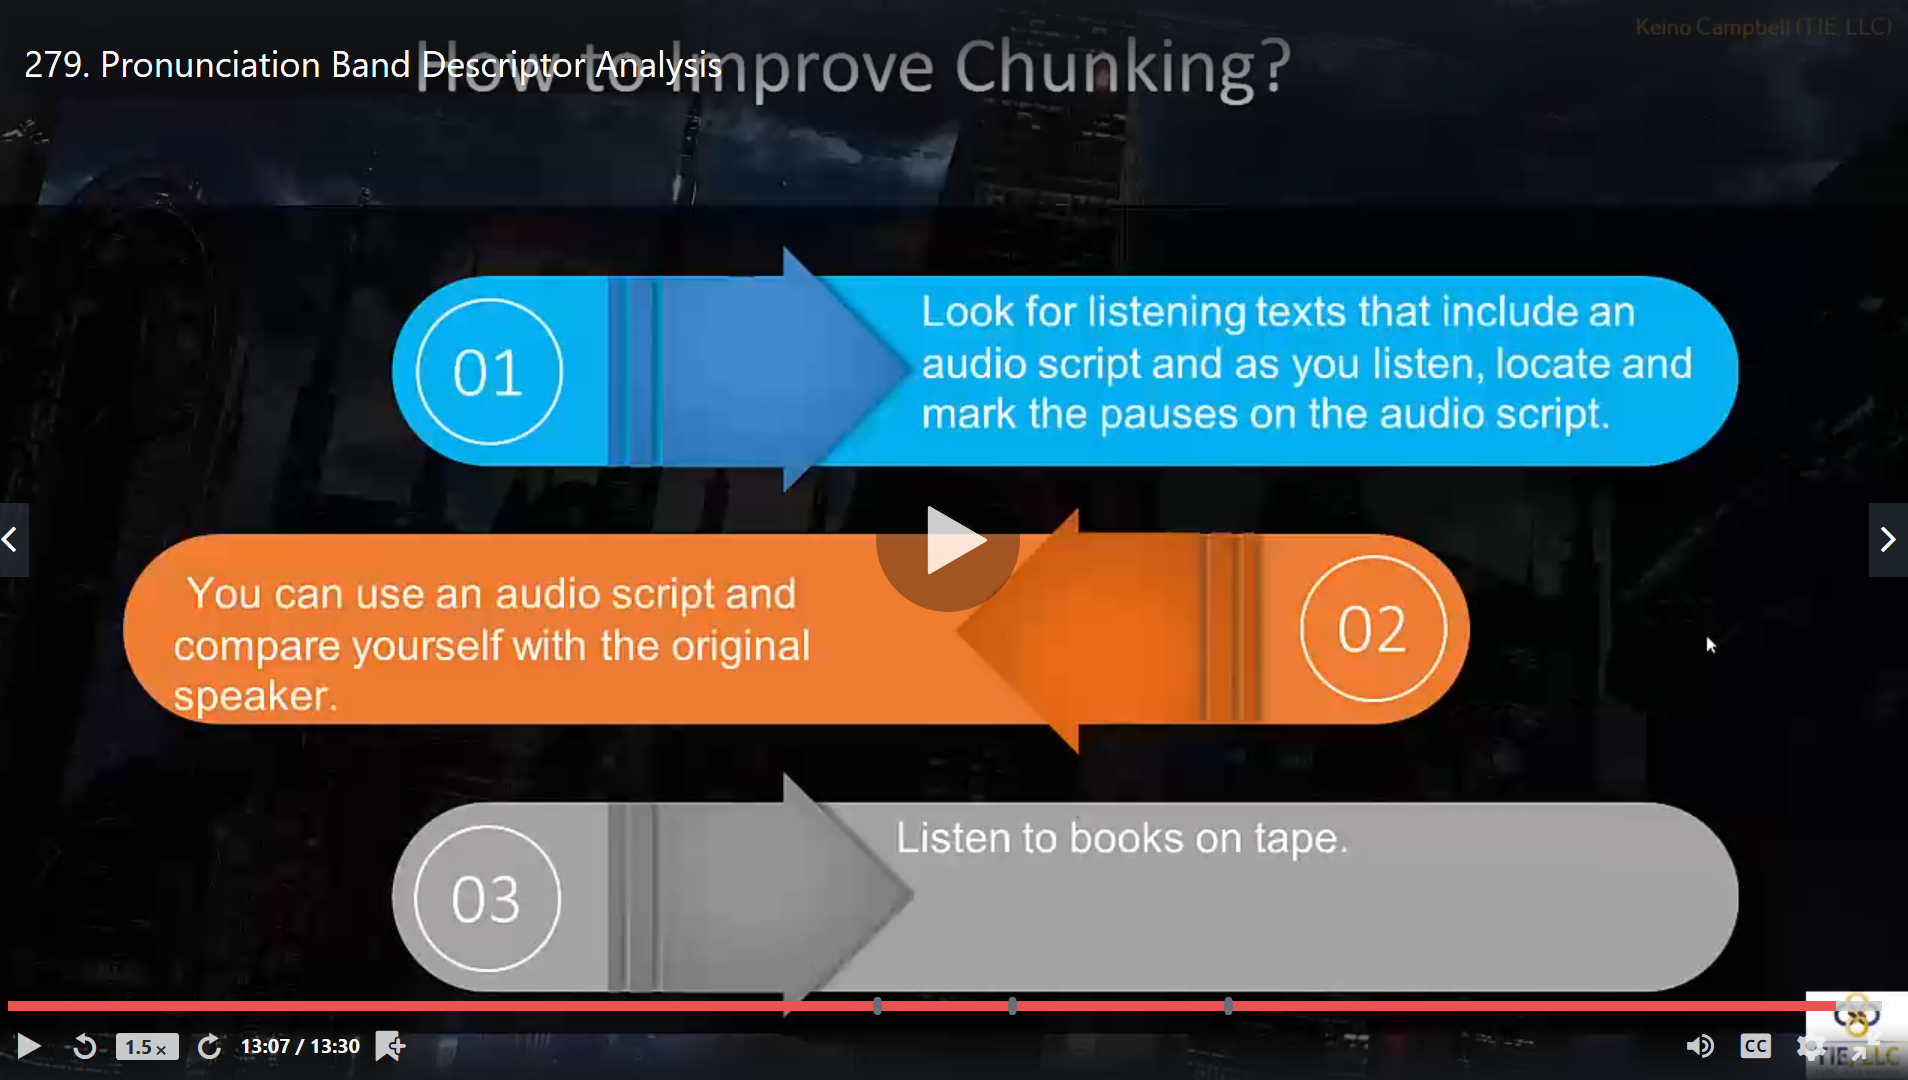 Keino Campbell (TIE, LLC)
279. Pronunciation Band Descriptor Analysis
How to Improve Chunking?
01
Look for listening texts that include an
audio script and as you listen, locate and
mark the pauses on the audio script.
You can use an audio script and
compare yourself with the original
speaker.
02
03
Listen to books on tape.
1.5×
13:07 / 13:30
CC
TIE, LLC